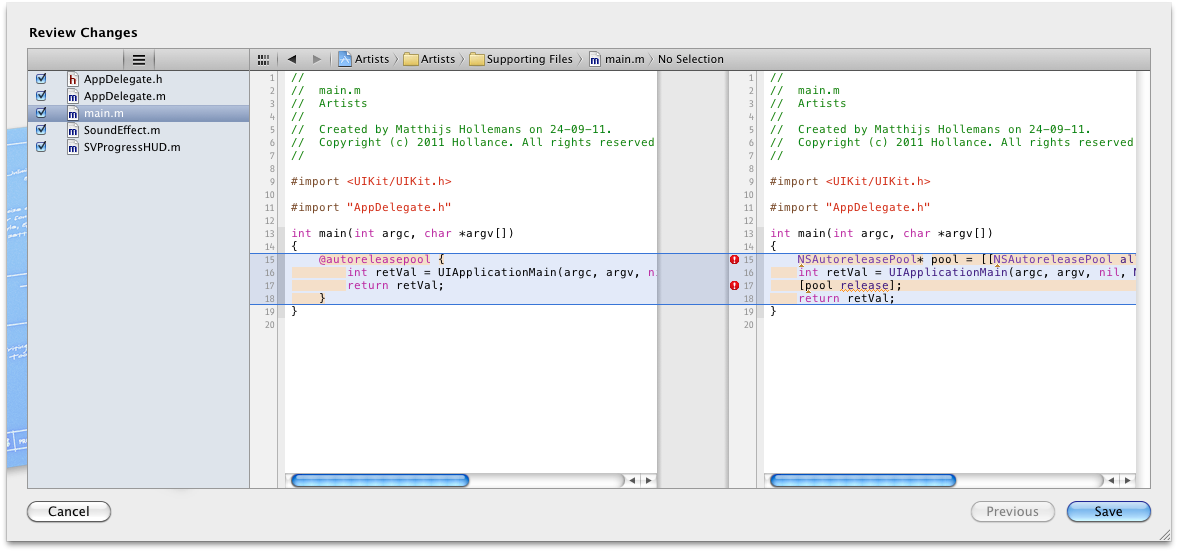 Review Changes
Artists Artists Supporting Files main.m No Selection
AppDelegate.h
AppDelegate.m
main.m
SoundEffect.m
SVProgressHUD.m
1 //
2 // main.m
3 // Artists
4 //
5 // Created by Matthijs Hollemans on 24-09-11.
6 // Copyright (c) 2011 Hollance. All rights reserved
7 //
8
9 #import <UIKit/UIKit.h>
10
11 #import "AppDelegate.h"
12
13 int main(int argc, char *argv[])
14 {
15 @autoreleasepool {
16 int retVal = UIApplicationMain(argc, argv, ni
17 return retVal;
18 }
19 }
20
1 //
2 // main.m
3 // Artists
4 //
5 // Created by Matthijs Hollemans on 24-09-11.
6 // Copyright (c) 2011 Hollance. All rights reserved
7 //
8
9 #import <UIKit/UIKit.h>
10
11 #import "AppDelegate.h"
12
13 int main(int argc, char *argv[])
14 {
15 NSAutoreleasePool* pool = [[NSAutoreleasePool al
16 int retVal = UIApplicationMain(argc, argv, nil, N
17 [pool release];
18 return retVal;
19 }
20
Cancel Previous Save